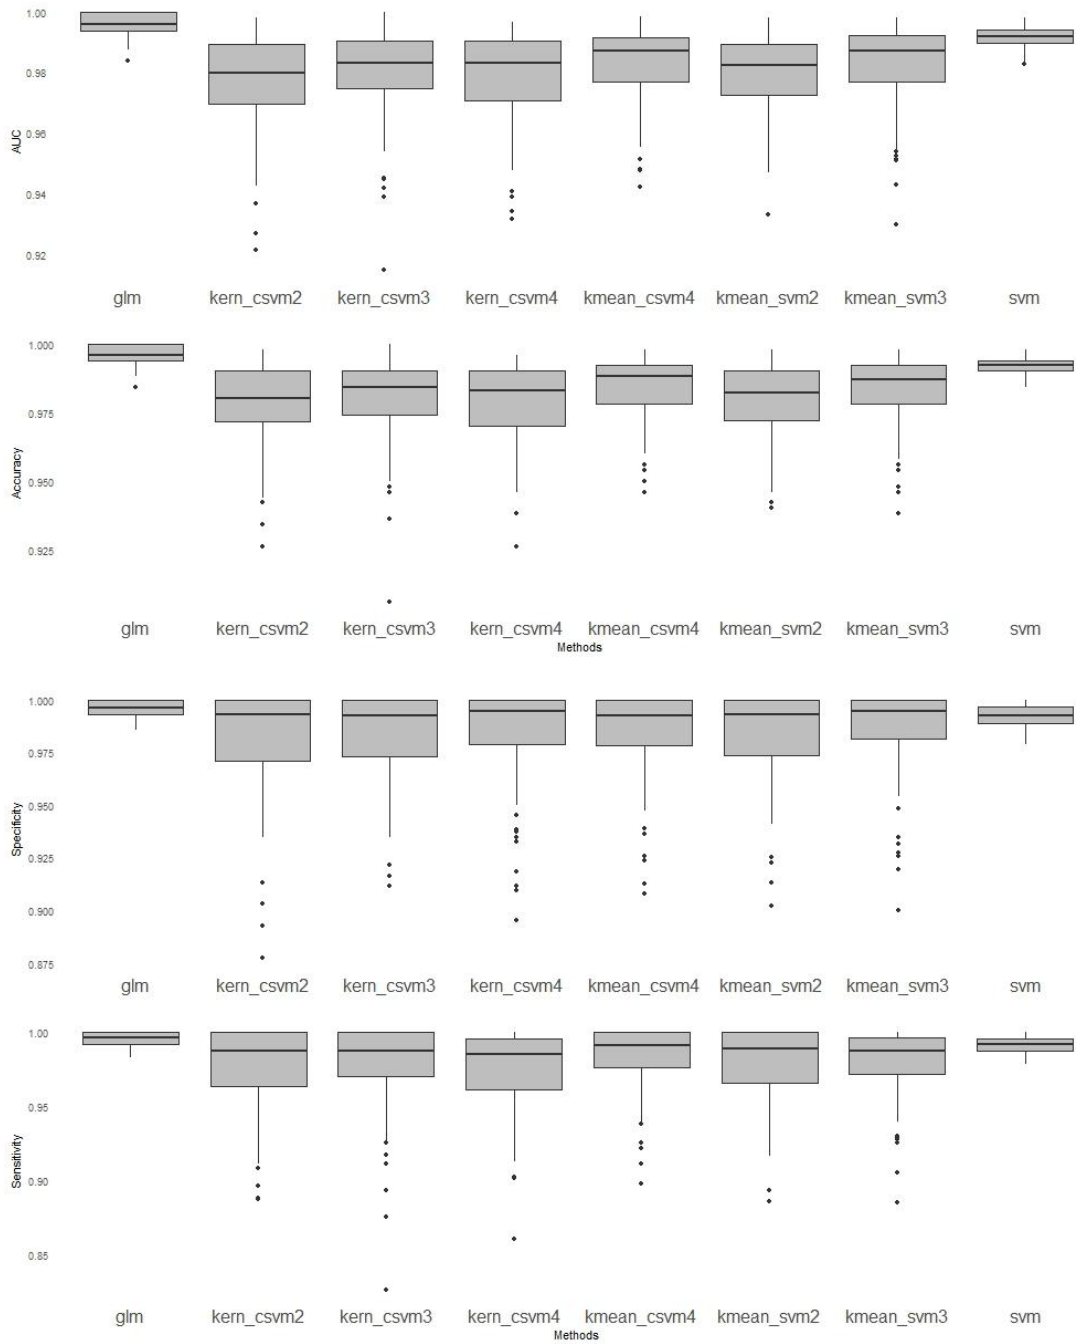 1.00
0.98
0.96
0.94
0.92
AUC
glm kern_csvm2 kern_csvm3 kern_csvm4 kmean_csvm4 kmean_svm2 kmean_svm3 svm
1.000
0.975
0.950
0.925
Accuracy
glm kern_csvm2 kern_csvm3 kern_csvm4 kmean_csvm4 kmean_svm2 kmean_svm3 svm
Methods
1.000
0.975
0.950
0.925
0.900
0.875
Specificity
glm kern_csvm2 kern_csvm3 kern_csvm4 kmean_csvm4 kmean_svm2 kmean_svm3 svm
1.00
0.95
0.90
0.85
Sensitivity
glm kern_csvm2 kern_csvm3 kern_csvm4 kmean_csvm4 kmean_svm2 kmean_svm3 svm
Methods